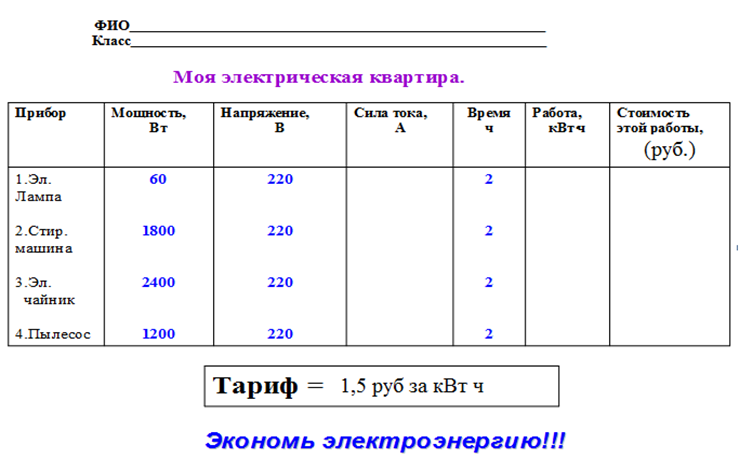 ФИО
Класс
Моя электрическая квартира.
Прибор Мощность, Вт Напряжение, В Сила тока, А Время ч Работа, кВт·ч Стоимость этой работы, (руб.)
1.Эл. Лампа 60 220 2
2.Стир. машина 1800 220 2
3.Эл. чайник 2400 220 2
4.Пылесос 1200 220 2
Тариф = 1,5 руб за кВт ч
Экономь электроэнергию!!!